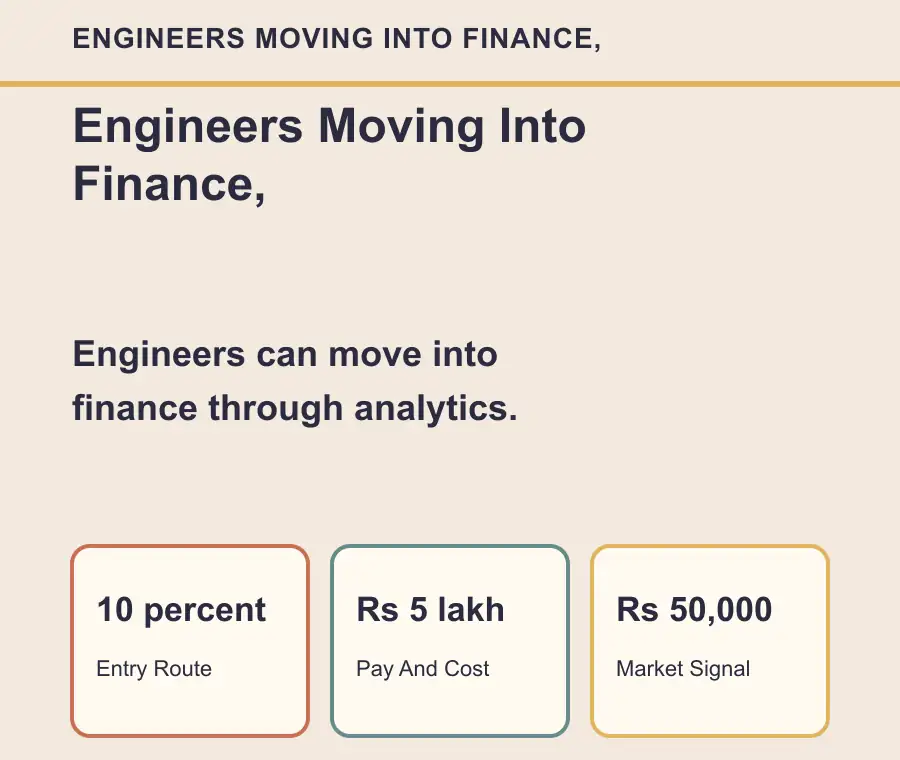 ENGINEERS MOVING INTO FINANCE,
Engineers Moving Into
Finance,
Engineers can move into
finance through analytics.
10 percent
Entry Route
Rs 5 lakh
Pay And Cost
Rs 50,000
Market Signal